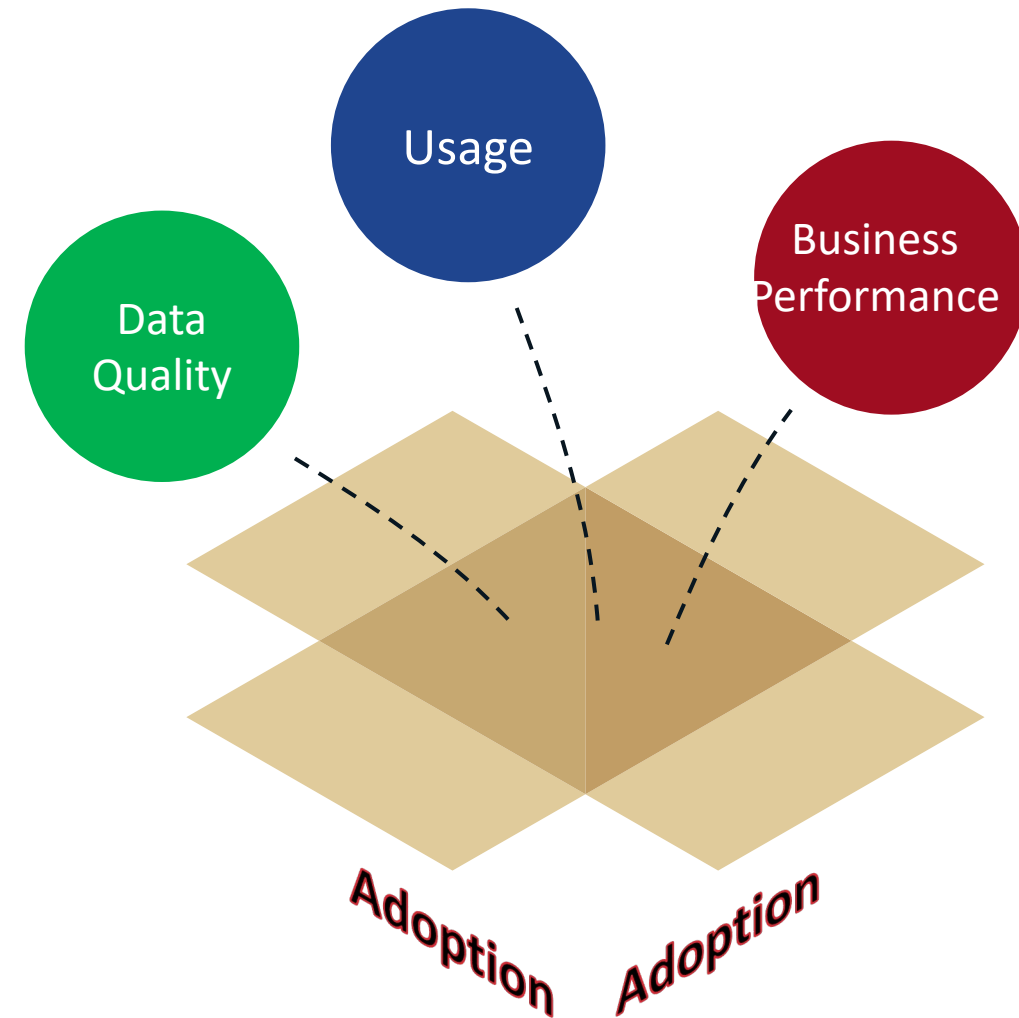 Usage
Business
Performance
Data
Quality
Adoption
Adoption